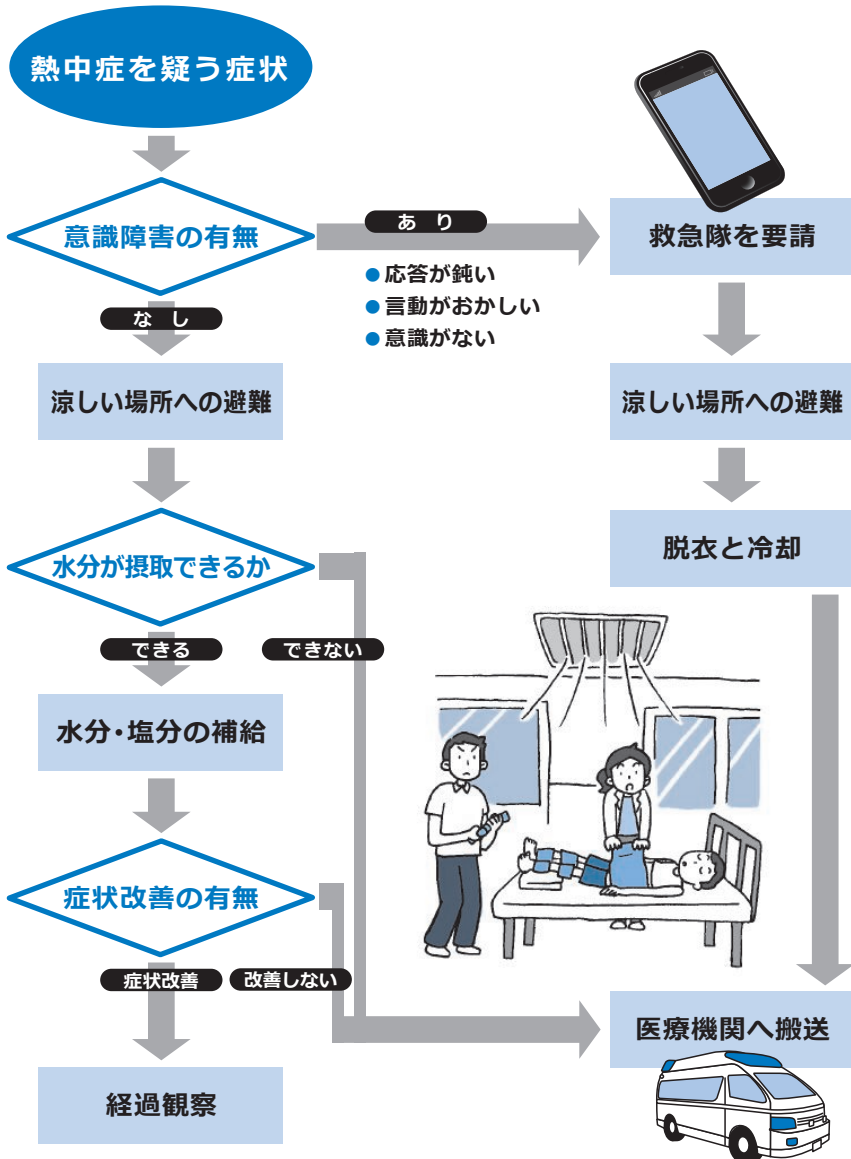 熱中症を疑う症状
意識障害の有無
あり
救急隊を要請
●応答が鈍い
●言動がおかしい
●意識がない
なし
涼しい場所への避難
涼しい場所への避難
水分が摂取できるか
脱衣と冷却
できる
できない
水分・塩分の補給
症状改善の有無
症状改善
改善しない
医療機関へ搬送
経過観察